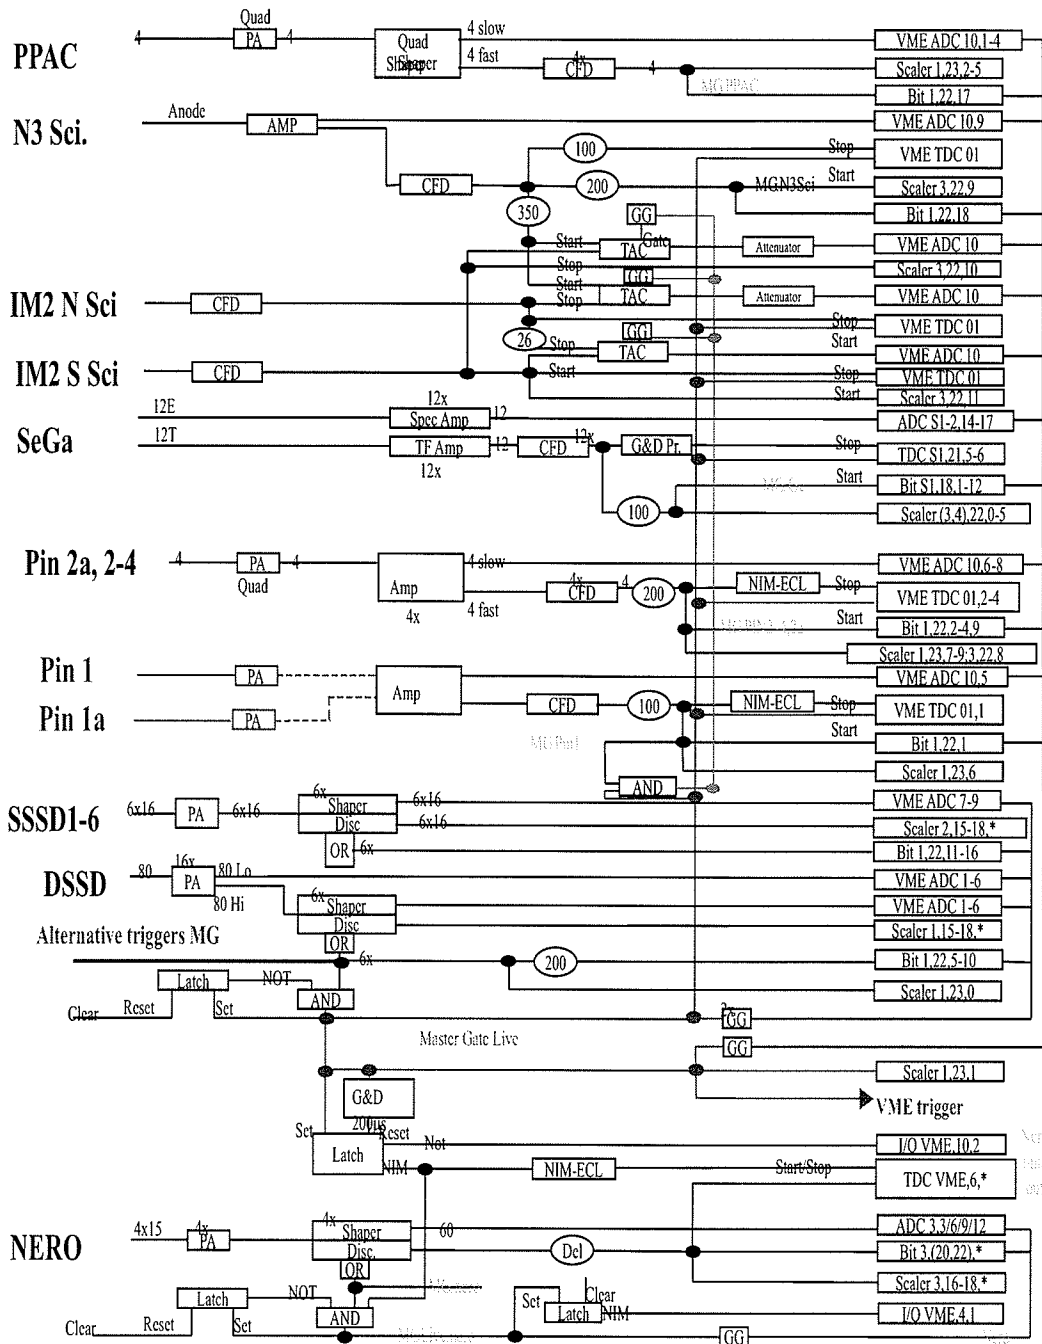 Quad
4
PA
4
Quad
Shaper
Shaper
4 slow
4 fast
4x
CFD
4
VME ADC 10,1-4
PPAC
Scaler 1,23,2-5
MGPPAC
Bit 1,22,17
Anode
AMP
VME ADC 10,9
N3 Sci.
100
Stop
VME TDC 01
CFD
200
MGN3Sci
Start
Scaler 3,22,9
350
GG
Bit 1,22,18
Start
Gate
TAC
Attenuator
VME ADC 10
Stop
Scaler 3,22,10
GG
Start
IM2 N Sci
CFD
Stop
TAC
Attenuator
VME ADC 10
Stop
VME TDC 01
26
GG
Start
Stop
TAC
VME ADC 10
IM2 S Sci
CFD
Start
Stop
VME TDC 01
Start
Scaler 3,22,11
12E
12x
Spec Amp
12
ADC S1-2,14-17
SeGa
12T
TF Amp
12
CFD
12x
G&D Pr.
Stop
TDC S1,21,5-6
12x
Start
Bit S1,18,1-12
100
Scaler (3,4),22,0-5
Pin 2a, 2-4
4
PA
4
Quad
Amp
4x
4 slow
4 fast
4x
CFD
4
200
NIM-ECL
Stop
VME ADC 10,6-8
VME TDC 01,2-4
Start
Bit 1,22,2-4,9
Scaler 1,23,7-9;3,22,8
Pin 1
PA
Amp
VME ADC 10,5
Pin 1a
PA
CFD
100
NIM-ECL
Stop
VME TDC 01,1
MGPin1
Start
Bit 1,22,1
AND
Scaler 1,23,6
SSSD1-6
6x16
PA
6x16
6x
Shaper
Disc
OR
6x
6x16
6x16
VME ADC 7-9
Scaler 2,15-18,*
Bit 1,22,11-16
DSSD
80
16x
PA
80 Lo
80 Hi
VME ADC 1-6
6x
Shaper
Disc
OR
VME ADC 1-6
Scaler 1,15-18,*
Alternative triggers MG
6x
200
Bit 1,22,5-10
Latch
NOT
AND
Scaler 1,23,0
Clear
Reset
Set
2x
GG
Master Gate Live
GG
Scaler 1,23,1
G&D
200us
VME trigger
Set
Latch
Reset
Not
I/O VME,10,2
NIM
NIM-ECL
Start/Stop
TDC VME,6,*
NERO
4x15
4x
PA
4x
Shaper
Disc.
OR
60
ADC 3,3/6/9/12
Del
Bit 3,(20,22),*
Scaler 3,16-18,*
Latch
NOT
AND
Set
Clear
Latch
NIM
I/O VME,4,1
Clear
Reset
Set
GG